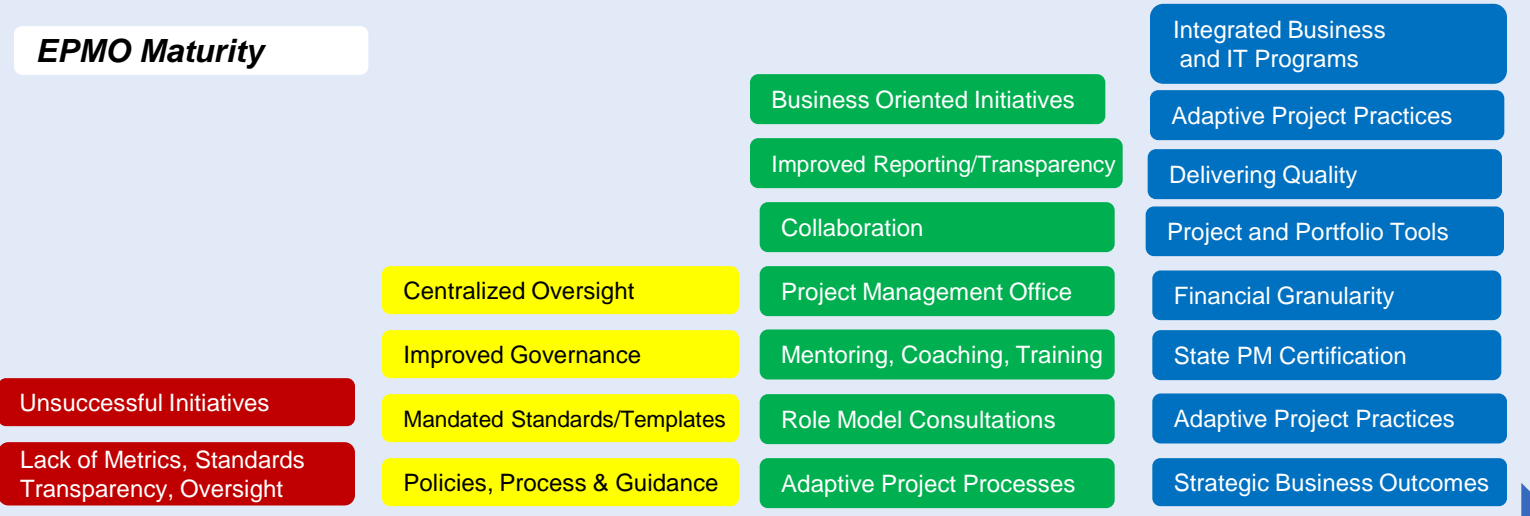 EPMO Maturity
Unsuccessful Initiatives
Lack of Metrics, Standards
Transparency, Oversight
Centralized Oversight
Improved Governance
Mandated Standards/Templates
Policies, Process & Guidance
Business Oriented Initiatives
Improved Reporting/Transparency
Collaboration
Project Management Office
Mentoring, Coaching, Training
Role Model Consultations
Adaptive Project Processes
Integrated Business
and IT Programs
Adaptive Project Practices
Delivering Quality
Project and Portfolio Tools
Financial Granularity
State PM Certification
Adaptive Project Practices
Strategic Business Outcomes